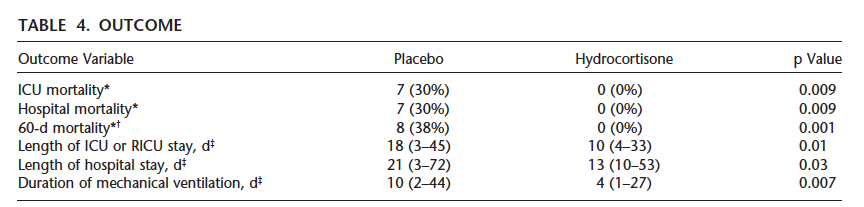 TABLE 4. OUTCOME
Outcome Variable Placebo Hydrocortisone p Value
ICU mortality* 7 (30%) 0 (0%) 0.009
Hospital mortality* 7 (30%) 0 (0%) 0.009
60-d mortality*† 8 (38%) 0 (0%) 0.001
Length of ICU or RICU stay, d‡ 18 (3–45) 10 (4–33) 0.01
Length of hospital stay, d‡ 21 (3–72) 13 (10–53) 0.03
Duration of mechanical ventilation, d‡ 10 (2–44) 4 (1–27) 0.007